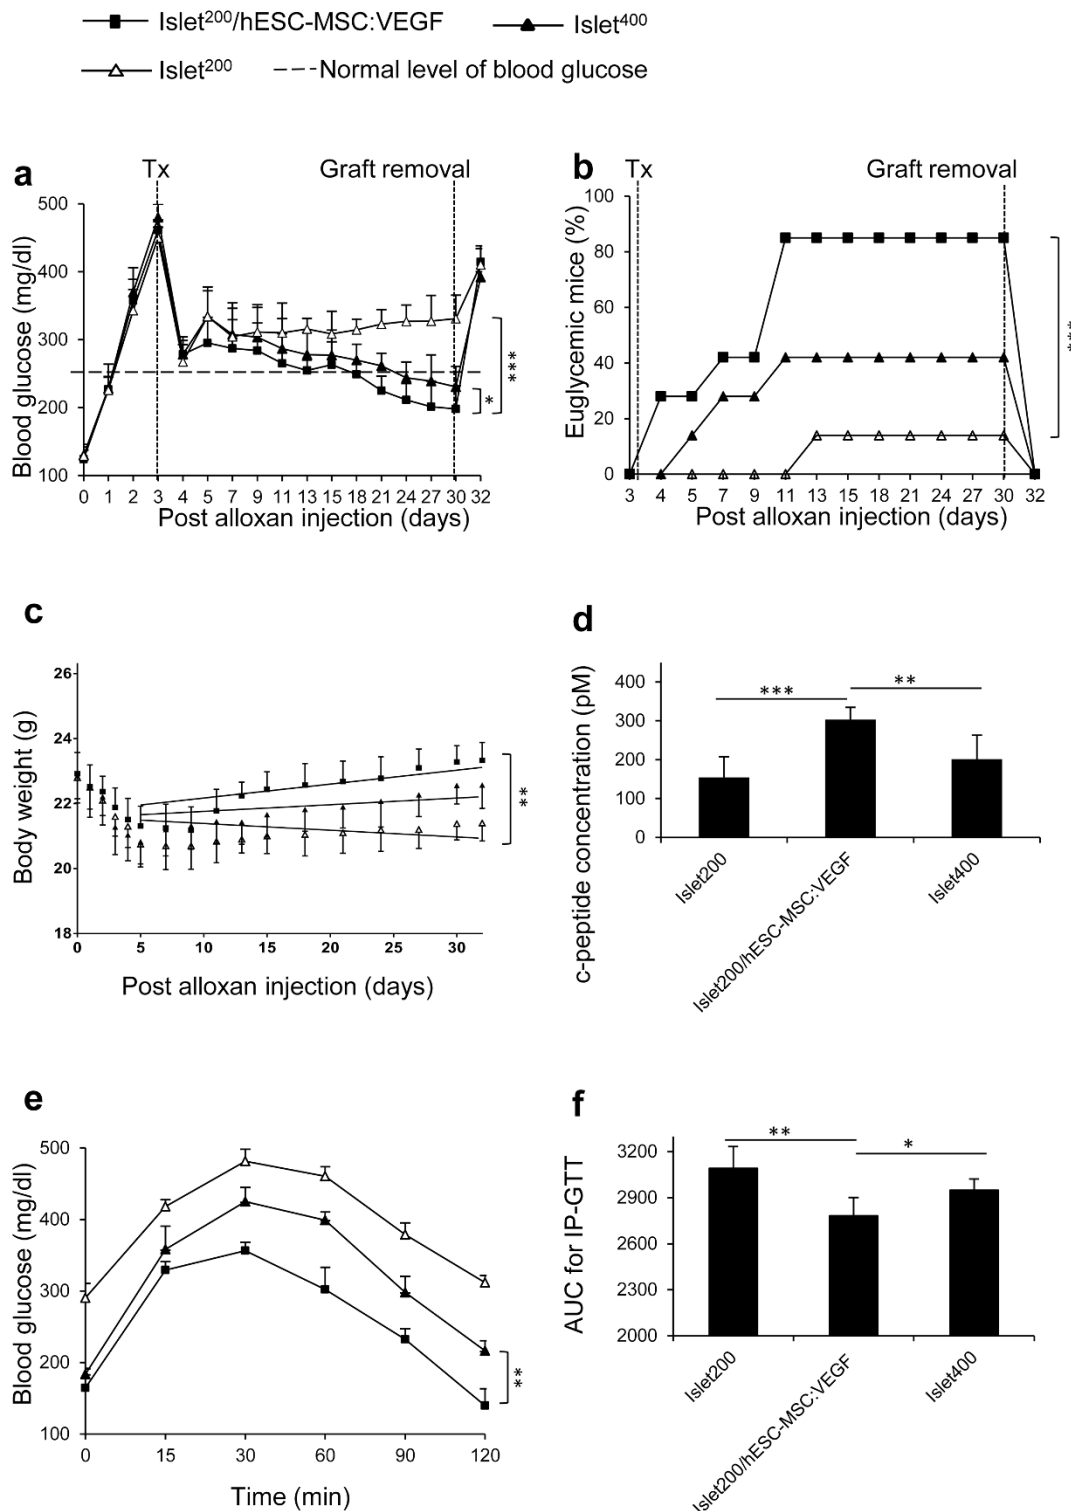 Islet²⁰⁰/hESC-MSC:VEGF Islet⁴⁰⁰
Islet²⁰⁰ Normal level of blood glucose
a
Tx Graft removal
Blood glucose (mg/dl)
500
400
300
200
100
***
*
0 1 2 3 4 5 7 9 11 13 15 18 21 24 27 30 32
Post alloxan injection (days)
b
Tx Graft removal
Euglycemic mice (%)
100
80
60
40
20
0
***
3 4 5 7 9 11 13 15 18 21 24 27 30 32
Post alloxan injection (days)
c
Body weight (g)
26
24
22
20
18
**
0 5 10 15 20 25 30
Post alloxan injection (days)
d
c-peptide concentration (pM)
400
300
200
100
0
*** **
Islet200
Islet200/hESC-MSC:VEGF
Islet400
e
Blood glucose (mg/dl)
500
400
300
200
100
**
0 15 30 60 90 120
Time (min)
f
AUC for IP-GTT
3200
2900
2600
2300
2000
** *
Islet200
Islet200/hESC-MSC:VEGF
Islet400